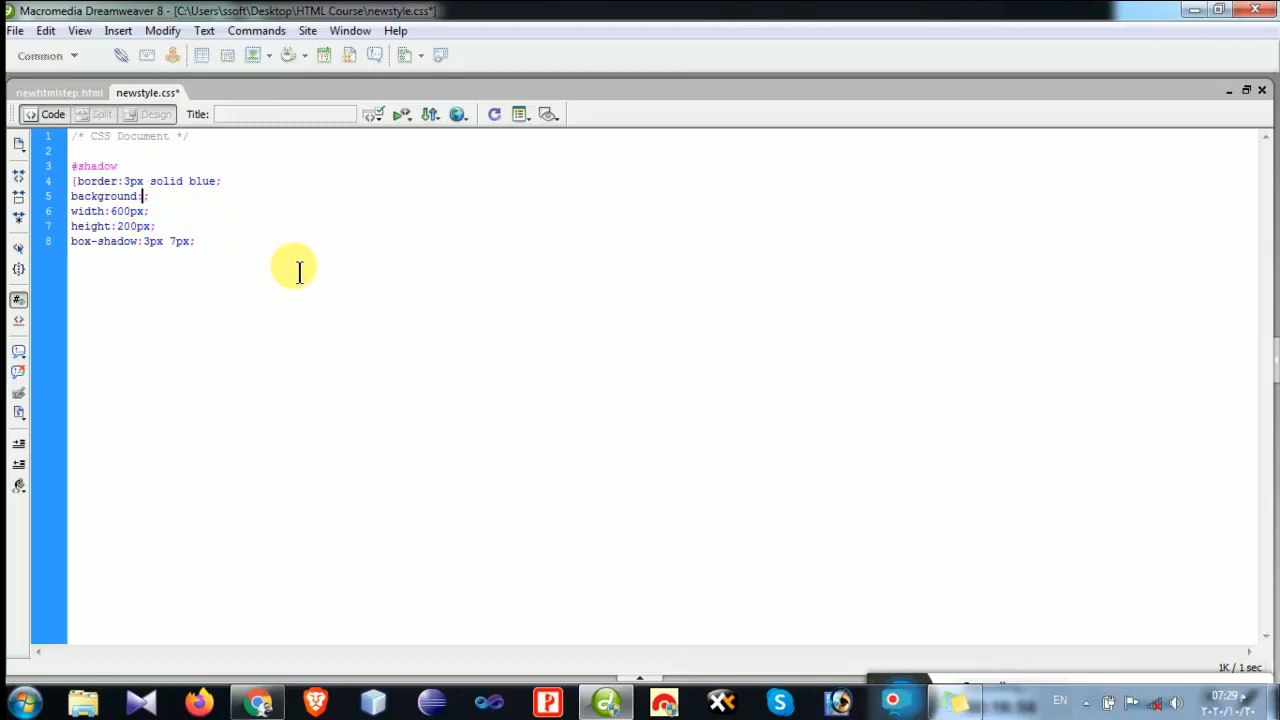 Macromedia Dreamweaver 8 - [C:\Users\ssoft\Desktop\HTML Course\newstyle.css*]
File Edit View Insert Modify Text Commands Site Window Help
Common
newhtmlstep.html newstyle.css*
Code Split Design Title:
1 /* CSS Document */
2
3 #shadow
4 {border:3px solid blue;
5 background:;
6 width:600px;
7 height:200px;
8 box-shadow:3px 7px;
1K / 1 sec
EN
07:29 م
٢٠٢٠/١٠/٢٠